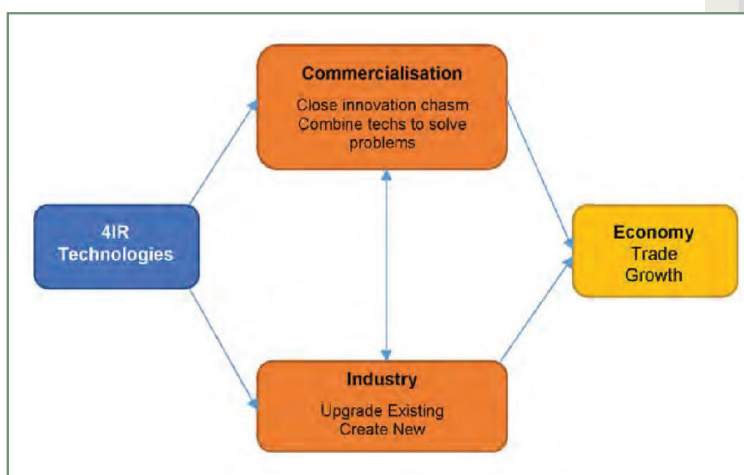 Commercialisation
Close innovation chasm
Combine techs to solve
problems
4IR
Technologies
Economy
Trade
Growth
Industry
Upgrade Existing
Create New